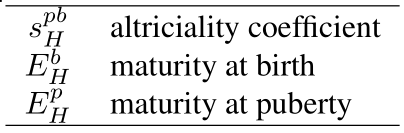 s_H^{pb} altriciality coefficient
E_H^b maturity at birth
E_H^p maturity at puberty